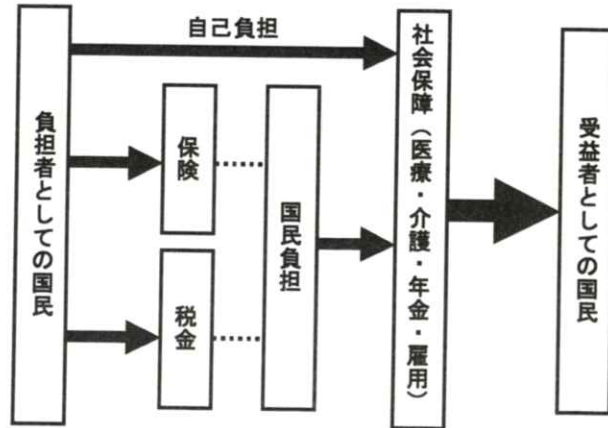 自己負担
負担者としての国民
保険
税金
国民負担
社会保障（医療・介護・年金・雇用）
受益者としての国民